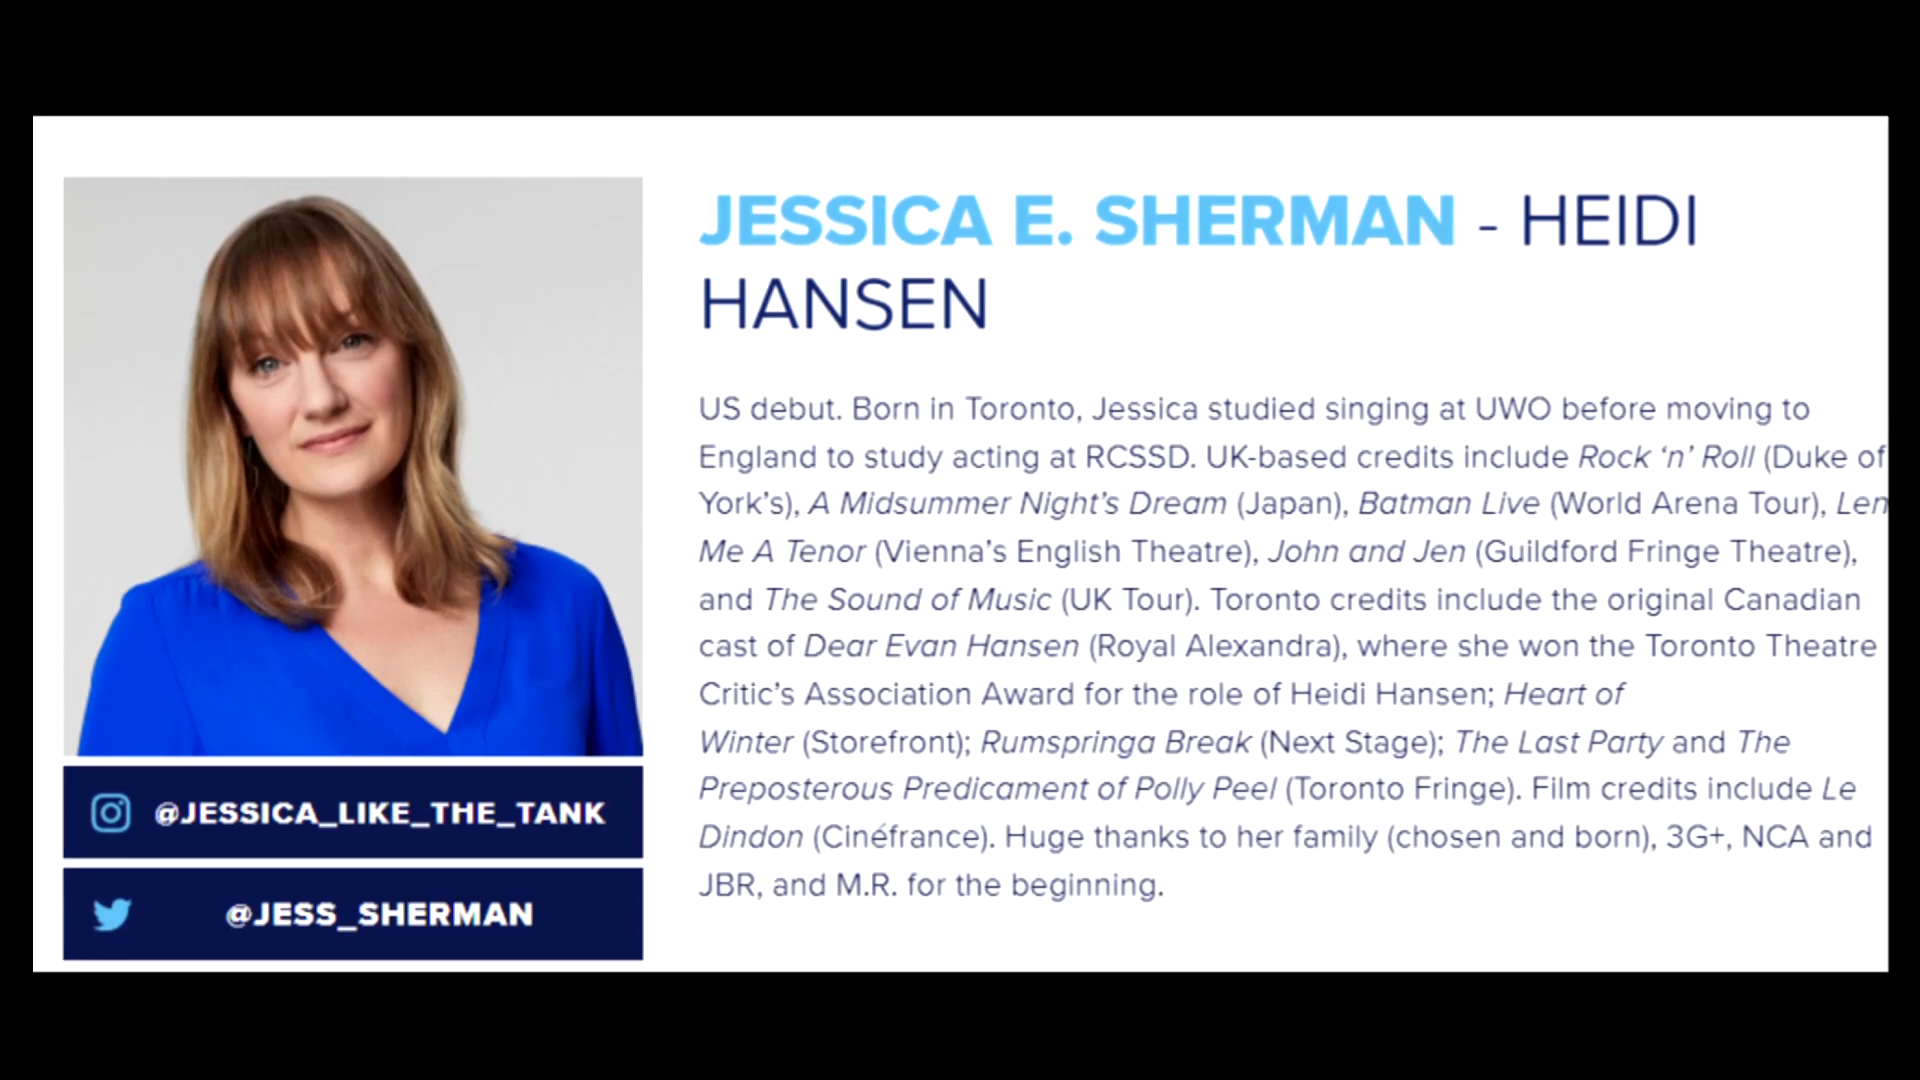 JESSICA E. SHERMAN - HEIDI
HANSEN
US debut. Born in Toronto, Jessica studied singing at UWO before moving to
England to study acting at RCSSD. UK-based credits include Rock ‘n’ Roll (Duke of
York’s), A Midsummer Night’s Dream (Japan), Batman Live (World Arena Tour), Len
Me A Tenor (Vienna’s English Theatre), John and Jen (Guildford Fringe Theatre),
and The Sound of Music (UK Tour). Toronto credits include the original Canadian
cast of Dear Evan Hansen (Royal Alexandra), where she won the Toronto Theatre
Critic’s Association Award for the role of Heidi Hansen; Heart of
Winter (Storefront); Rumspringa Break (Next Stage); The Last Party and The
Preposterous Predicament of Polly Peel (Toronto Fringe). Film credits include Le
Dindon (Cinéfrance). Huge thanks to her family (chosen and born), 3G+, NCA and
JBR, and M.R. for the beginning.
@JESSICA_LIKE_THE_TANK
@JESS_SHERMAN